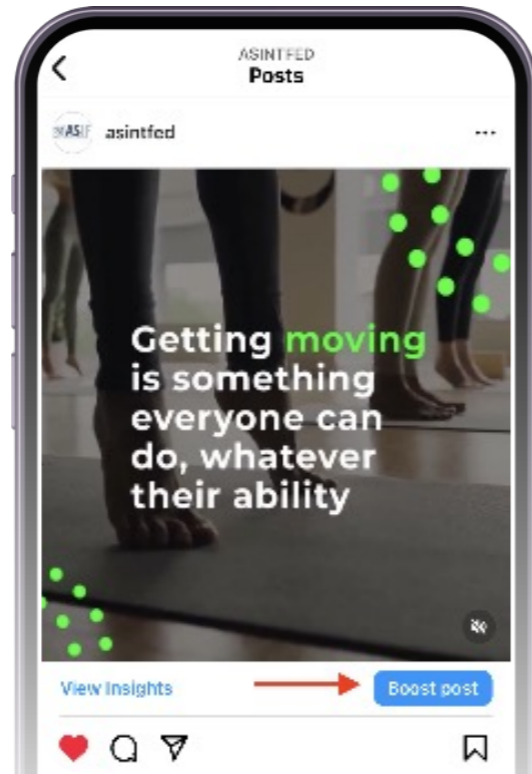 ASINTFED
Posts
asintfed
Getting moving
is something
everyone can
do, whatever
their ability
View Insights
Boost post